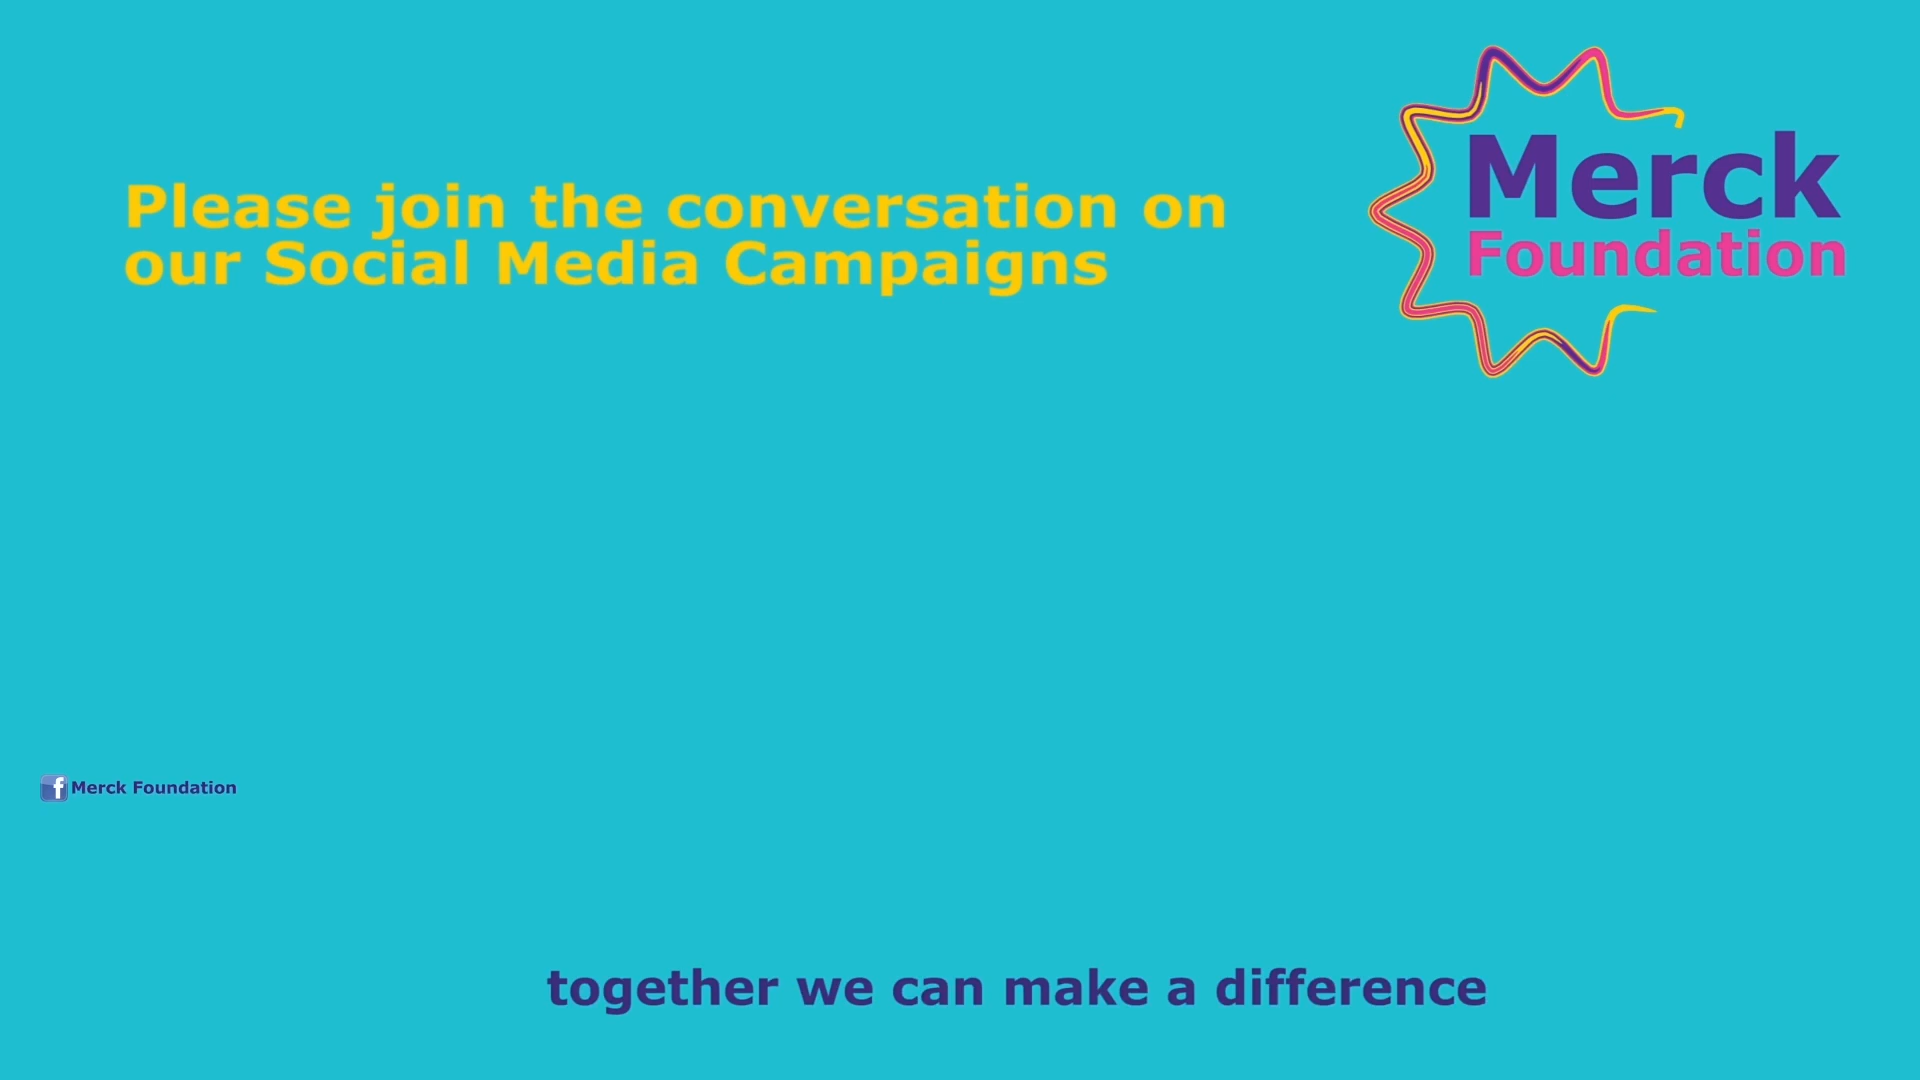 Please join the conversation on
our Social Media Campaigns
Merck
Foundation
f Merck Foundation
together we can make a difference